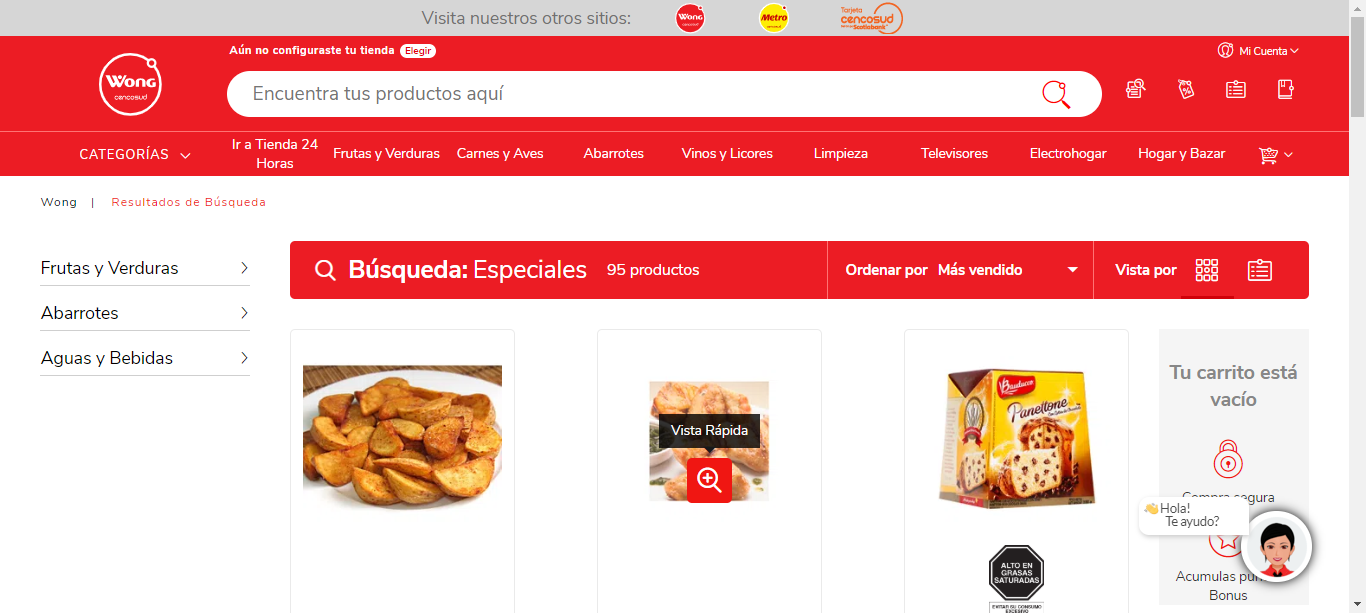 Visita nuestros otros sitios:
Wong
cencosud
Metro
cencosud
Tarjeta
cencosud
Scotiabank
Aún no configuraste tu tienda Elegir
Mi Cuenta
Wong
cencosud
Encuentra tus productos aquí
CATEGORÍAS
Ir a Tienda 24
Horas
Frutas y Verduras
Carnes y Aves
Abarrotes
Vinos y Licores
Limpieza
Televisores
Electrohogar
Hogar y Bazar
Wong | Resultados de Búsqueda
Frutas y Verduras
Abarrotes
Aguas y Bebidas
Búsqueda: Especiales 95 productos
Ordenar por Más vendido
Vista por
Vista Rápida
Bauducco
Panettone
ALTO EN
GRASAS
SATURADAS
EVITAR SU CONSUMO
EXCESIVO
Tu carrito está
vacío
Compra segura
Hola!
Te ayudo?
Acumulas
Bonus